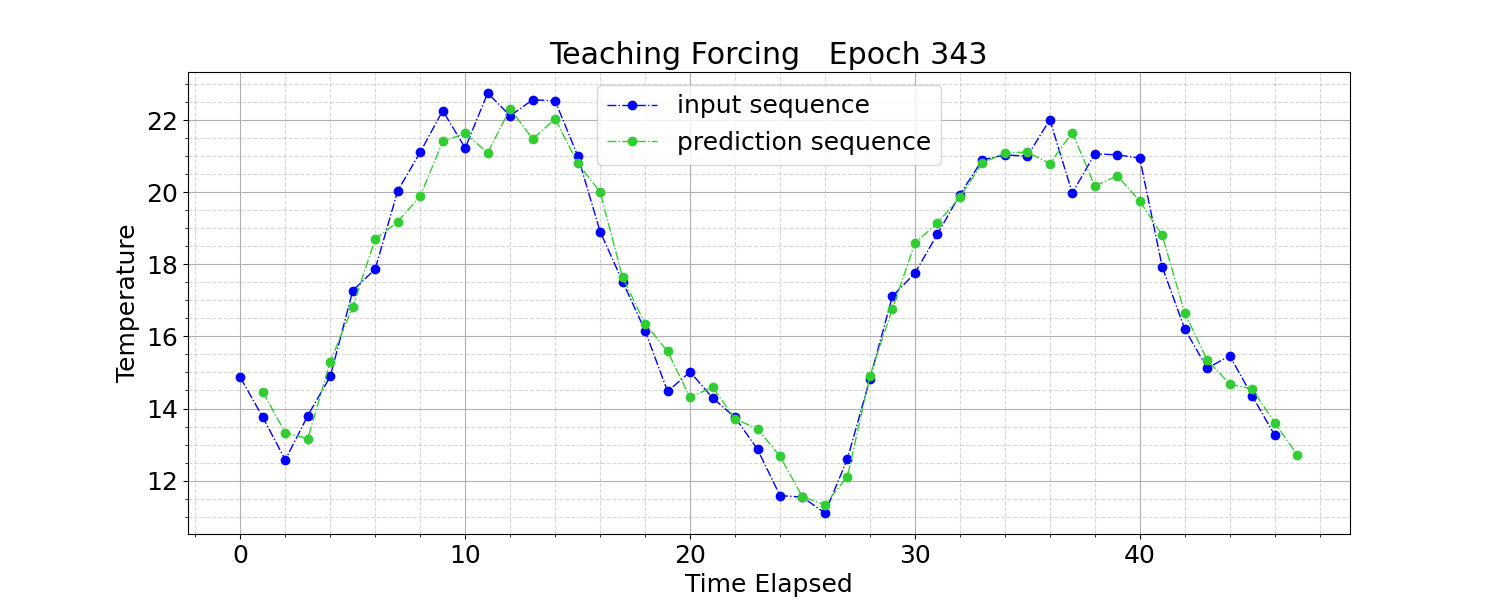 Teaching Forcing   Epoch 343
input sequence
prediction sequence
Temperature
22
20
18
16
14
12
0 10 20 30 40
Time Elapsed